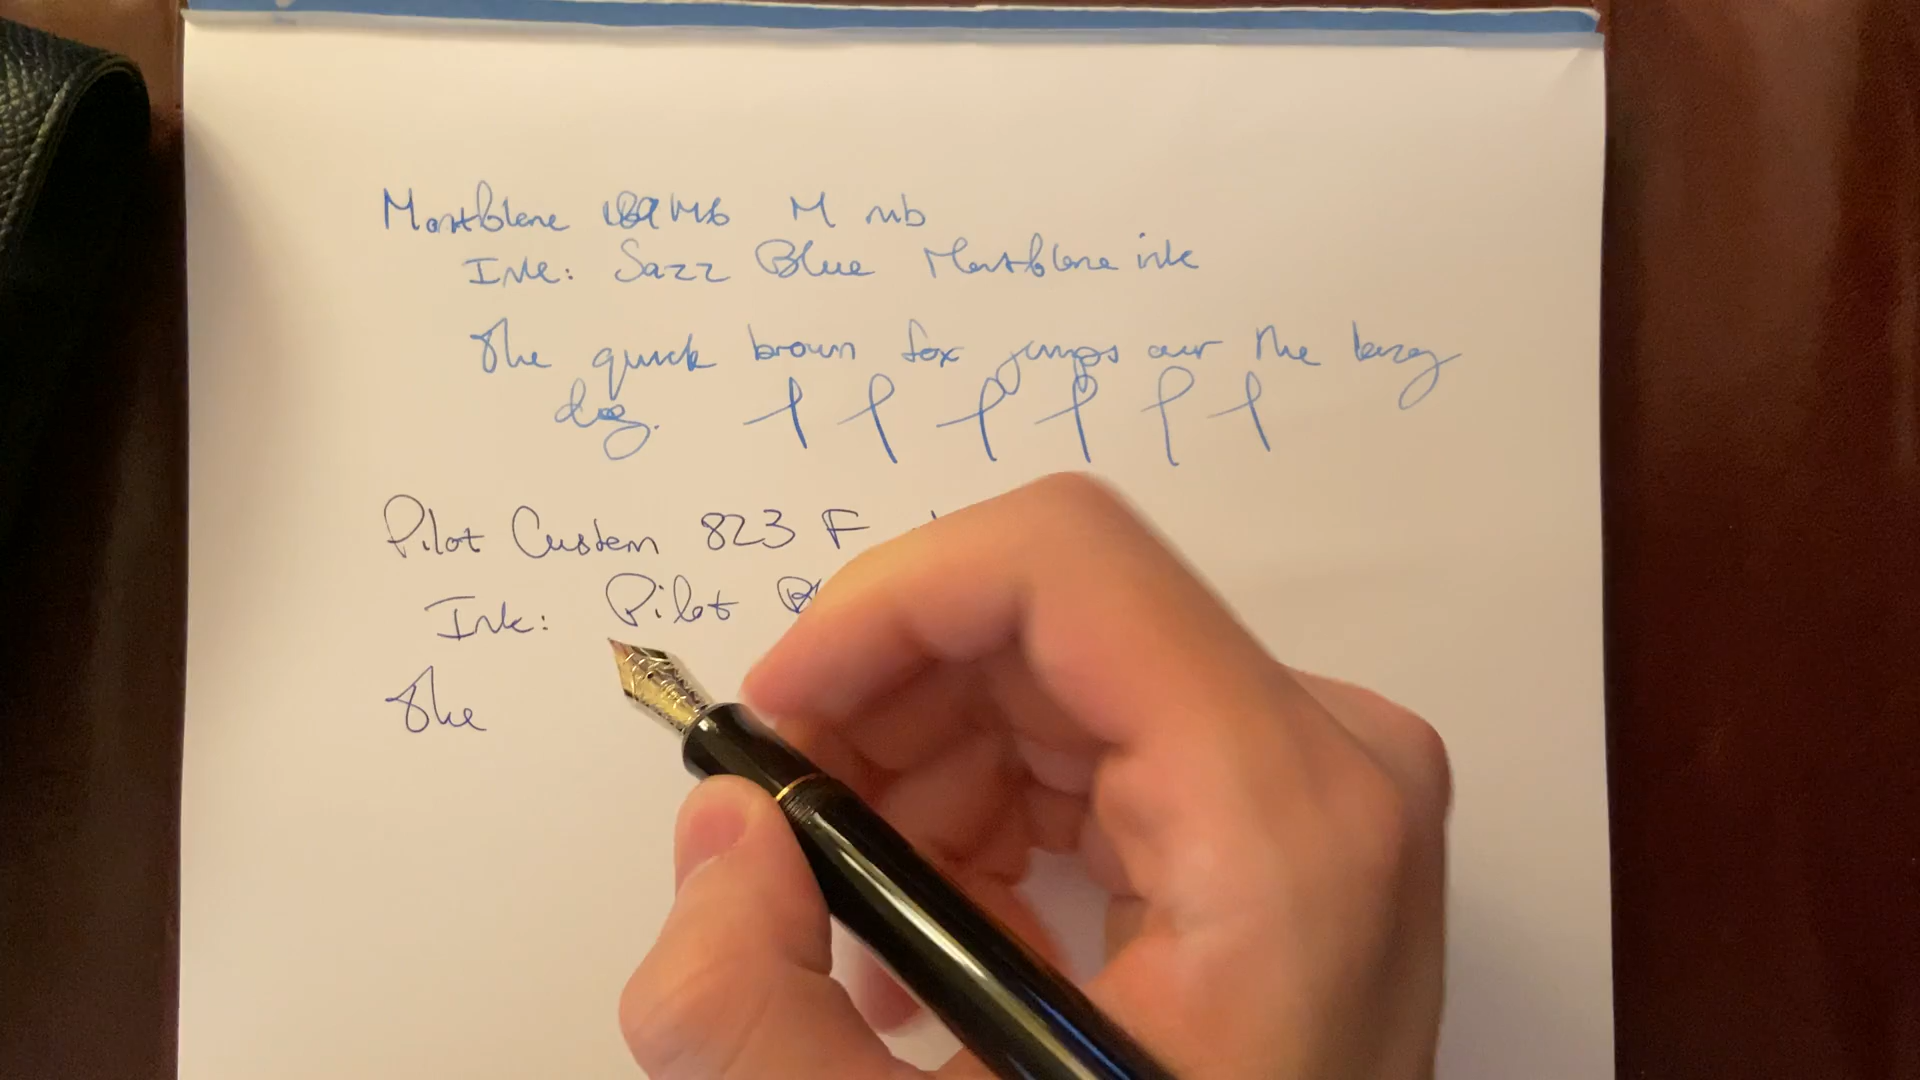 Montblanc 149 M nib
Ink: Jazz Blue Montblanc ink
The quick brown fox jumps over the lazy
dog.
Pilot Custom 823 F
Ink: Pilot
The